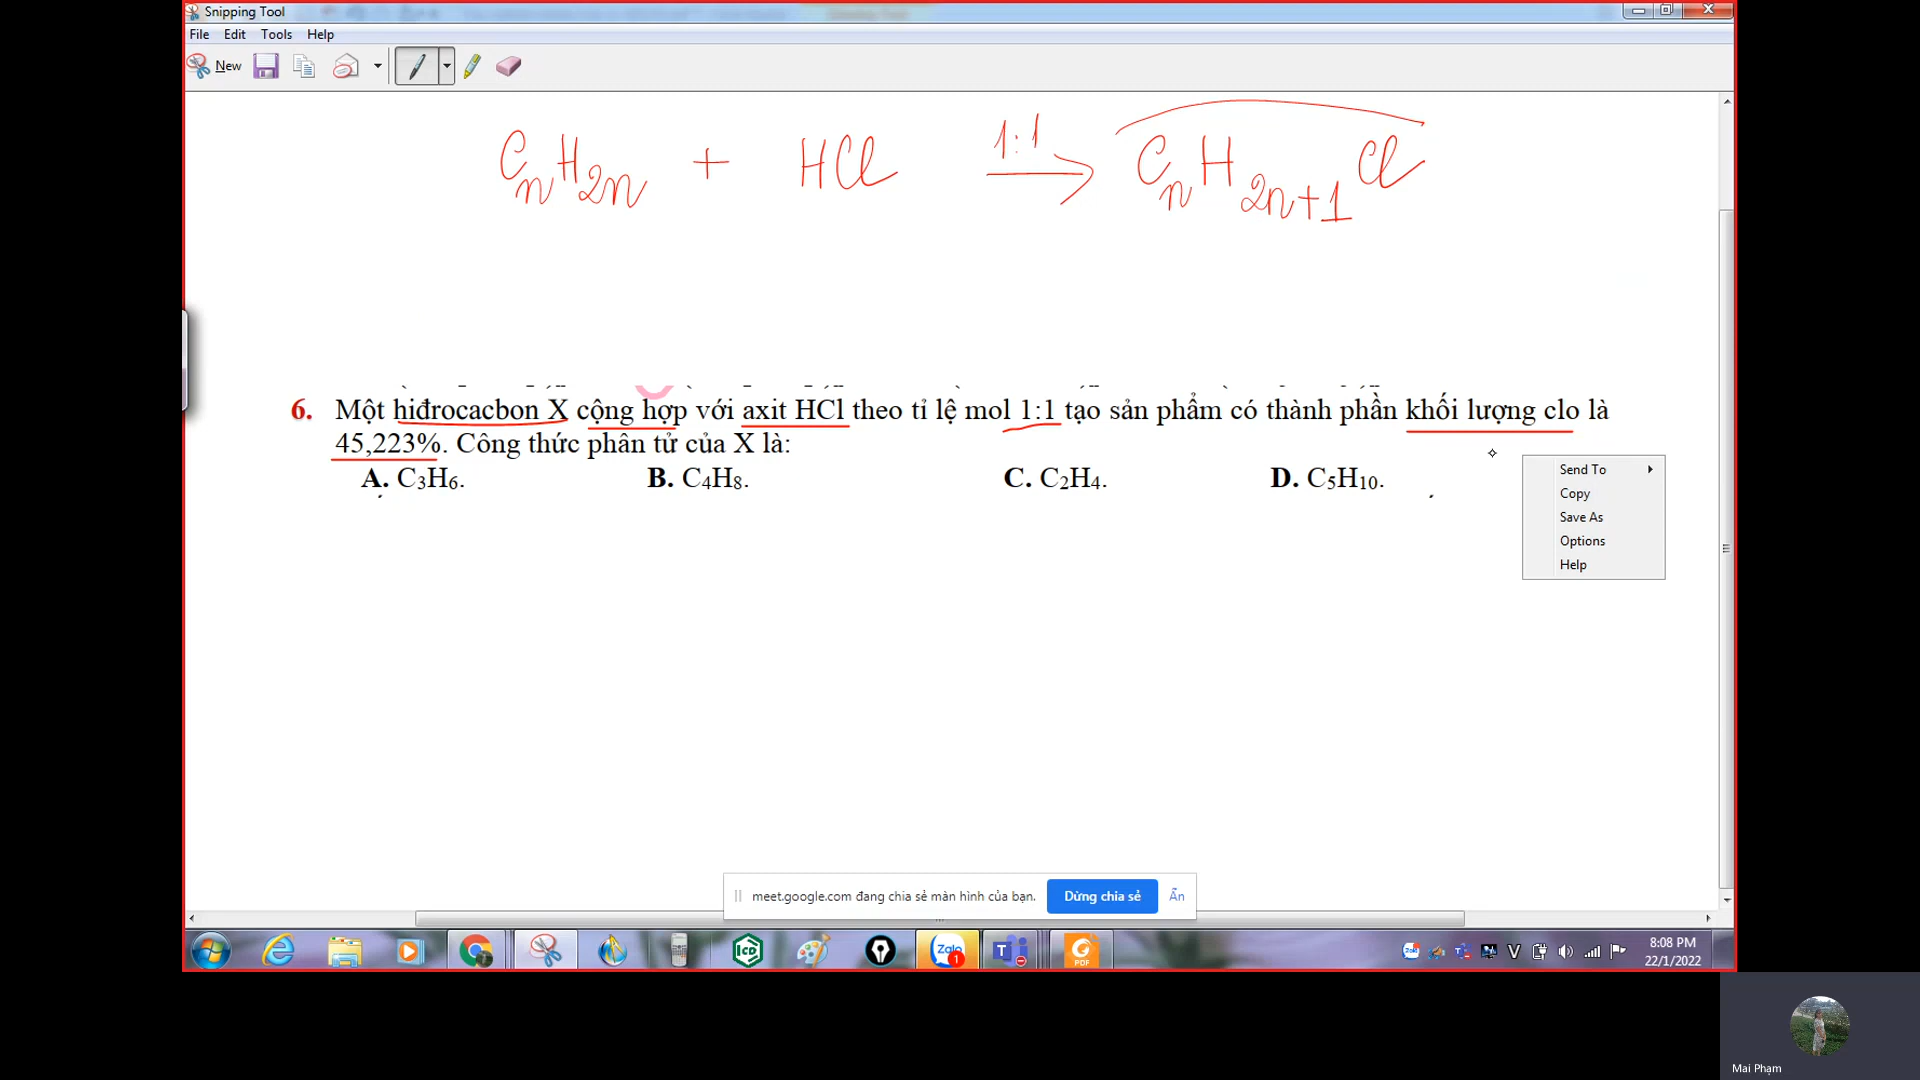 Snipping Tool
File Edit Tools Help
New
CnH2n + HCl 1:1 CnH2n+1Cl
6. Một hiđrocacbon X cộng hợp với axit HCl theo tỉ lệ mol 1:1 tạo sản phẩm có thành phần khối lượng clo là
45,223%. Công thức phân tử của X là:
A. C3H6. B. C4H8. C. C2H4. D. C5H10.
Send To
Copy
Save As
Options
Help
meet.google.com đang chia sẻ màn hình của bạn. Dừng chia sẻ Ẩn
ICD
Zalo
1
T
PDF
V
8:08 PM
22/1/2022
Mai Phạm